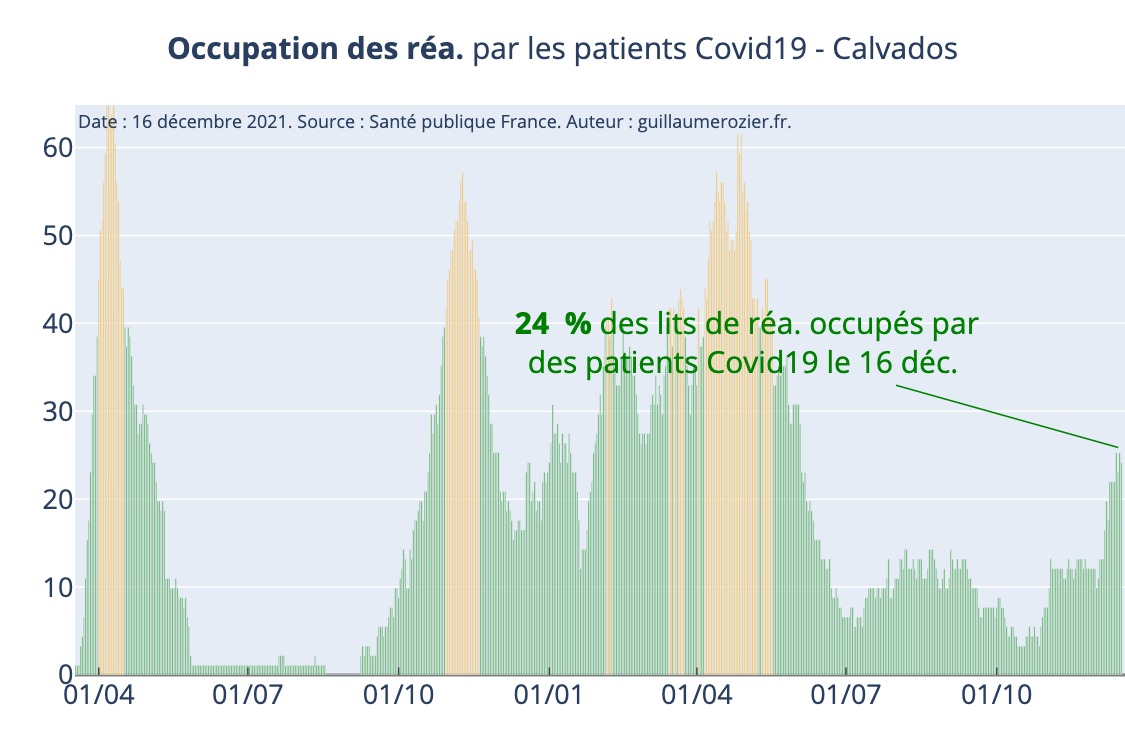 Occupation des réa. par les patients Covid19 - Calvados
Date : 16 décembre 2021. Source : Santé publique France. Auteur : guillaumerozier.fr.
60
50
40
30
20
10
0
24 % des lits de réa. occupés par
des patients Covid19 le 16 déc.
01/04 01/07 01/10 01/01 01/04 01/07 01/10